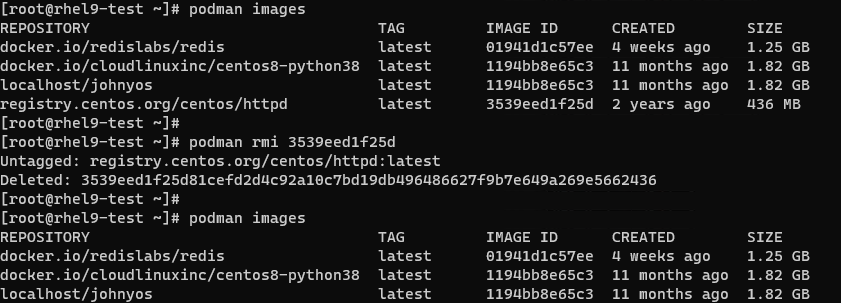 [root@rhel9-test ~]# podman images
REPOSITORY TAG IMAGE ID CREATED SIZE
docker.io/redislabs/redis latest 01941d1c57ee 4 weeks ago 1.25 GB
docker.io/cloudlinuxinc/centos8-python38 latest 1194bb8e65c3 11 months ago 1.82 GB
localhost/johnyos latest 1194bb8e65c3 11 months ago 1.82 GB
registry.centos.org/centos/httpd latest 3539eed1f25d 2 years ago 436 MB
[root@rhel9-test ~]#
[root@rhel9-test ~]# podman rmi 3539eed1f25d
Untagged: registry.centos.org/centos/httpd:latest
Deleted: 3539eed1f25d81cefd2d4c92a10c7bd19db496486627f9b7e649a269e5662436
[root@rhel9-test ~]#
[root@rhel9-test ~]# podman images
REPOSITORY TAG IMAGE ID CREATED SIZE
docker.io/redislabs/redis latest 01941d1c57ee 4 weeks ago 1.25 GB
docker.io/cloudlinuxinc/centos8-python38 latest 1194bb8e65c3 11 months ago 1.82 GB
localhost/johnyos latest 1194bb8e65c3 11 months ago 1.82 GB